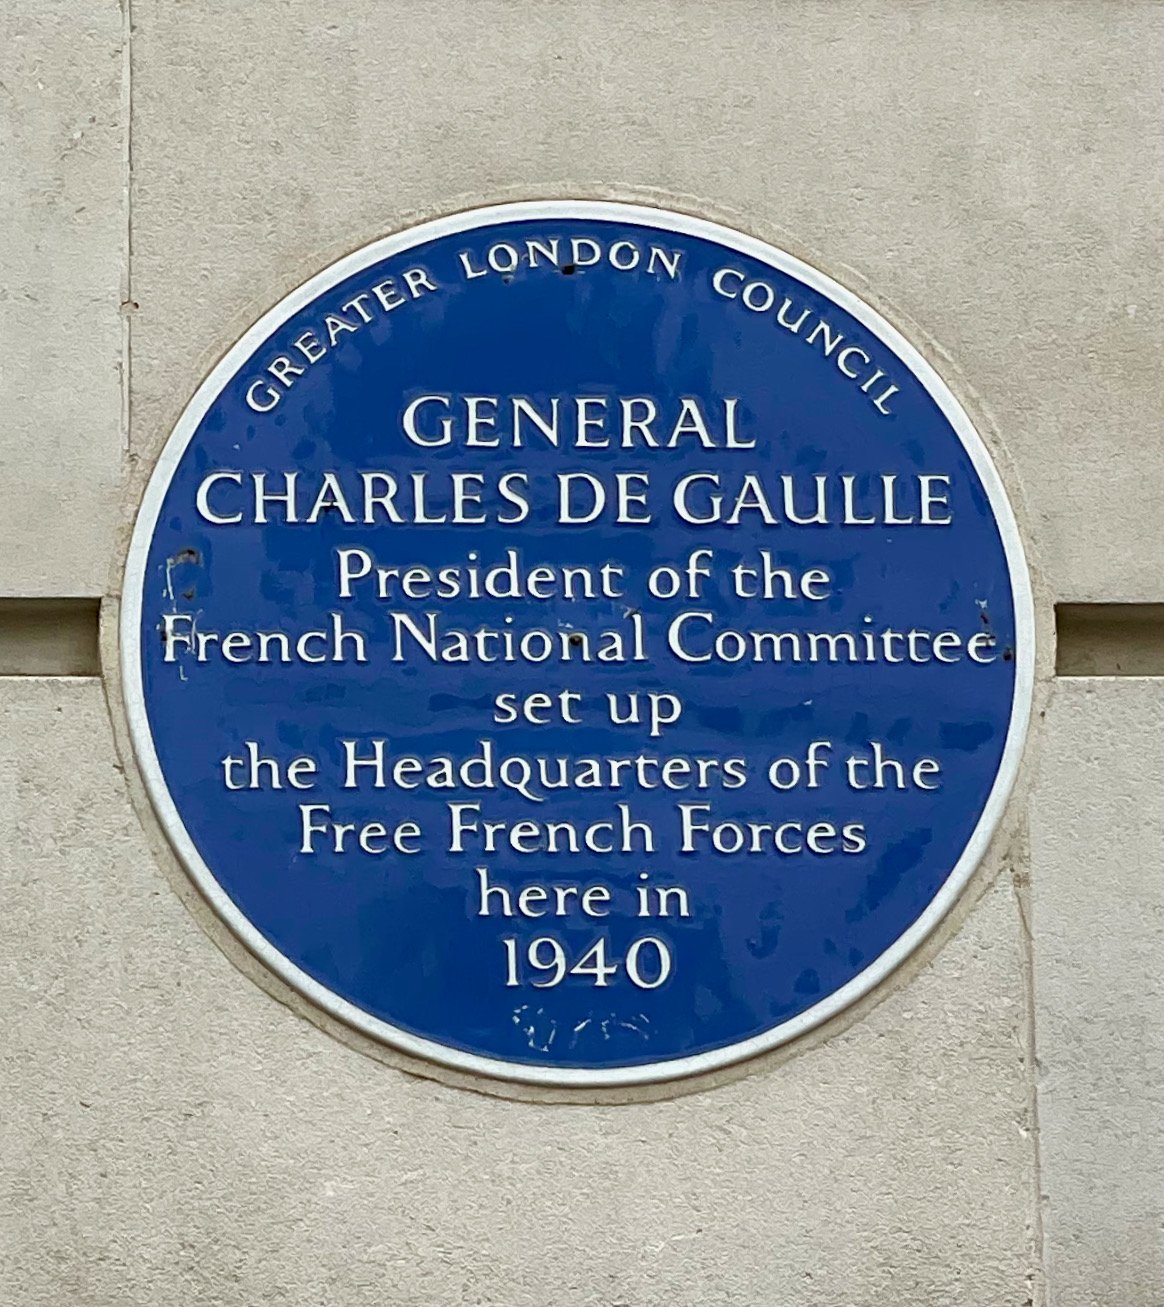 GREATER LONDON COUNCIL
GENERAL
CHARLES DE GAULLE
President of the
French National Committee
set up
the Headquarters of the
Free French Forces
here in
1940